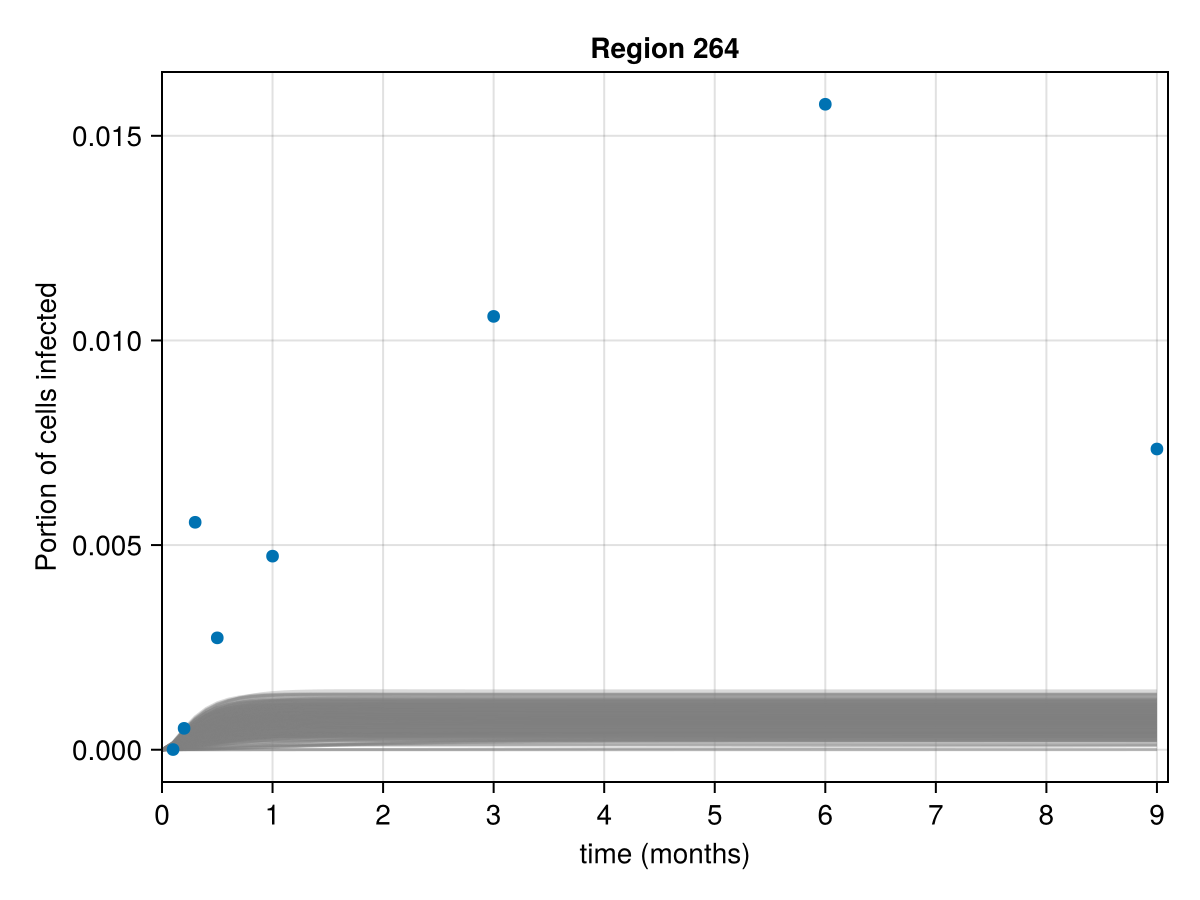 Region 264
Portion of cells infected
0.015
0.010
0.005
0.000
0 1 2 3 4 5 6 7 8 9
time (months)